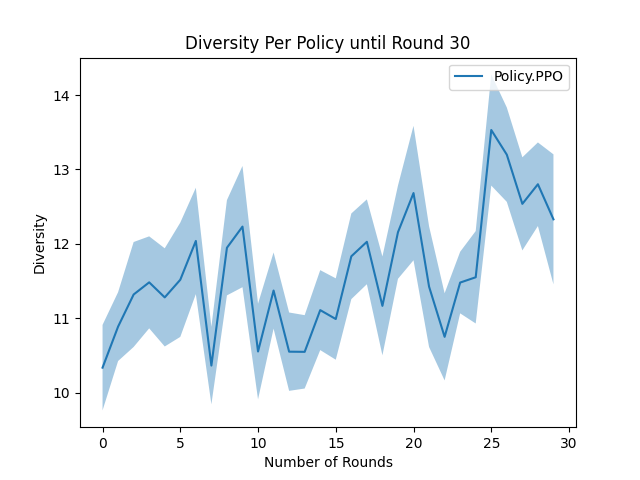 Diversity Per Policy until Round 30
Policy.PPO
Diversity
14
13
12
11
10
0 5 10 15 20 25 30
Number of Rounds